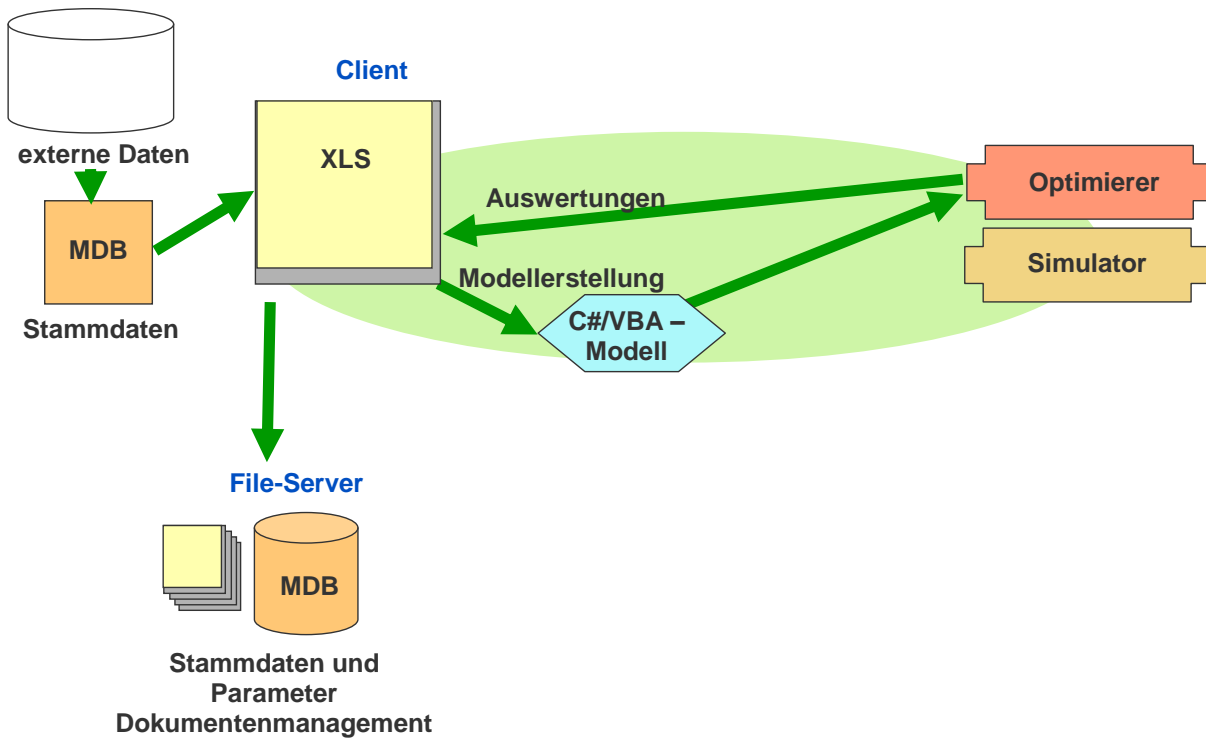 Client
externe Daten
XLS
Auswertungen
Optimierer
MDB
Simulator
Modellerstellung
Stammdaten
C#/VBA –
Modell
File-Server
MDB
Stammdaten und
Parameter
Dokumentenmanagement